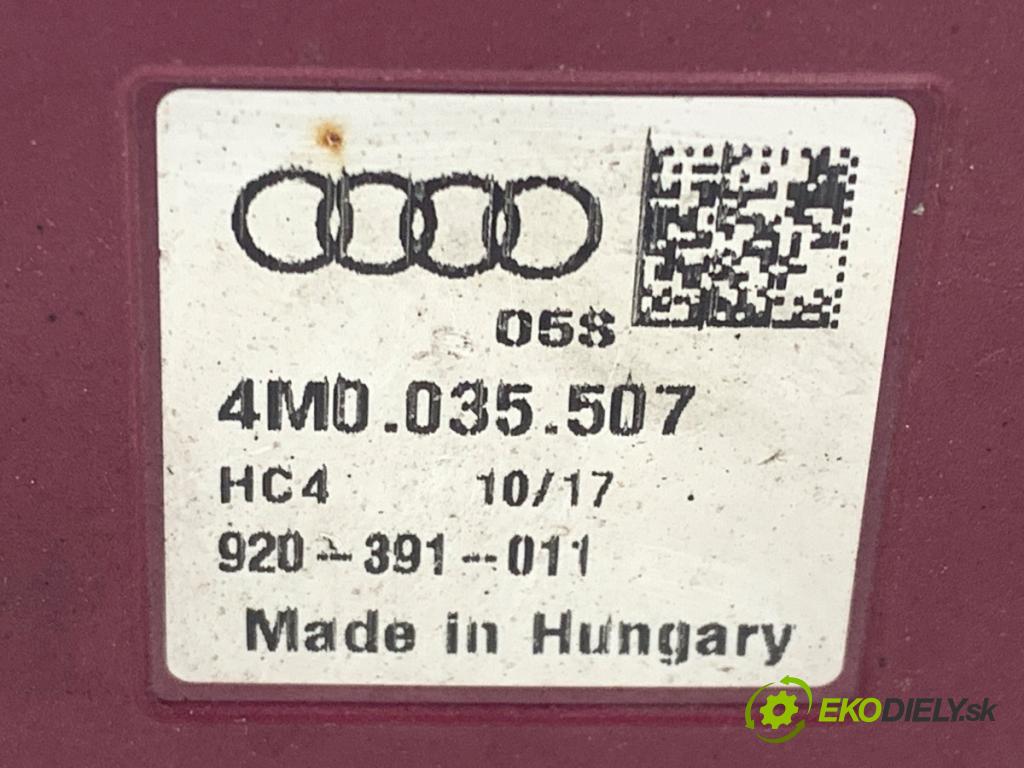 05S
4M0.035.507
HC4 10/17
920-391-011
Made in Hungary
EKODIELY.sk